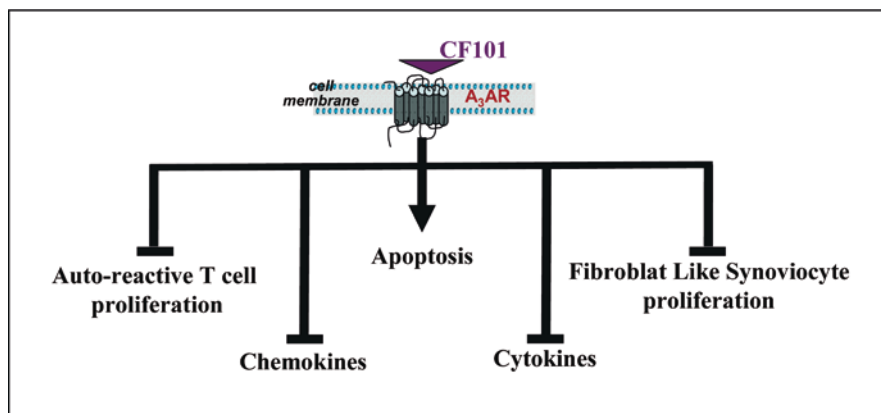 CF101
cell
membrane
A₃AR
Apoptosis
Auto-reactive T cell
proliferation
Fibroblat Like Synoviocyte
proliferation
Chemokines
Cytokines